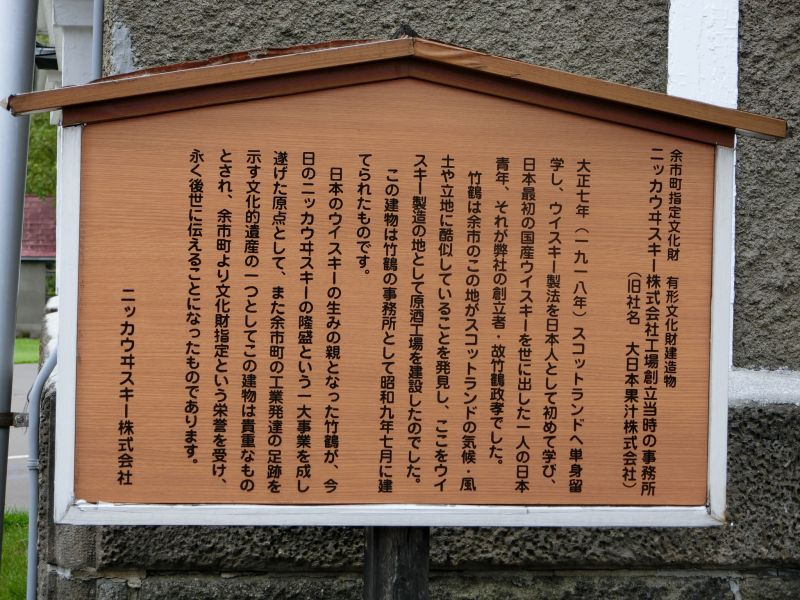 余市町指定文化財　有形文化財建造物
ニッカウヰスキー株式会社工場創立当時の事務所
（旧社名　大日本果汁株式会社）
大正七年（一九一八年）スコットランドへ単身留
学し、ウイスキー製法を日本人として初めて学び、
日本最初の国産ウイスキーを世に出した一人の日本
青年、それが弊社の創立者・故竹鶴政孝でした。
竹鶴は余市のこの地がスコットランドの気候・風
土や立地に酷似していることを発見し、ここをウイ
スキー製造の地として原酒工場を建設したのでした。
この建物は竹鶴の事務所として昭和九年七月に建
てられたものです。
日本のウイスキーの生みの親となった竹鶴が、今
日のニッカウヰスキーの隆盛という一大事業を成し
遂げた原点として、また余市町の工業発達の足跡を
示す文化的遺産の一つとしてこの建物は貴重なもの
とされ、余市町より文化財指定という栄誉を受け、
永く後世に伝えることになったものであります。
ニッカウヰスキー株式会社